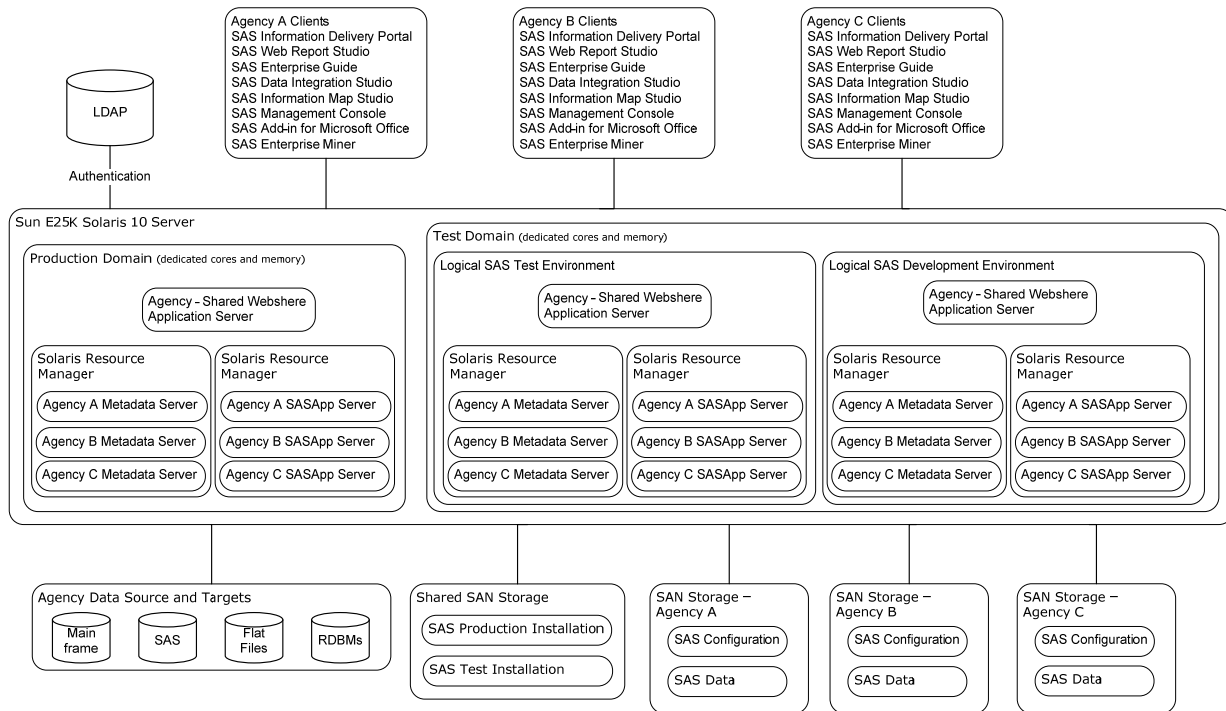 Agency A Clients
SAS Information Delivery Portal
SAS Web Report Studio
SAS Enterprise Guide
SAS Data Integration Studio
SAS Information Map Studio
SAS Management Console
SAS Add-in for Microsoft Office
SAS Enterprise Miner
Agency B Clients
SAS Information Delivery Portal
SAS Web Report Studio
SAS Enterprise Guide
SAS Data Integration Studio
SAS Information Map Studio
SAS Management Console
SAS Add-in for Microsoft Office
SAS Enterprise Miner
Agency C Clients
SAS Information Delivery Portal
SAS Web Report Studio
SAS Enterprise Guide
SAS Data Integration Studio
SAS Information Map Studio
SAS Management Console
SAS Add-in for Microsoft Office
SAS Enterprise Miner
LDAP
Authentication
Sun E25K Solaris 10 Server
Production Domain (dedicated cores and memory)
Agency - Shared Webshere
Application Server
Solaris Resource
Manager
Agency A Metadata Server
Agency B Metadata Server
Agency C Metadata Server
Solaris Resource
Manager
Agency A SASApp Server
Agency B SASApp Server
Agency C SASApp Server
Test Domain (dedicated cores and memory)
Logical SAS Test Environment
Agency - Shared Webshere
Application Server
Solaris Resource
Manager
Agency A Metadata Server
Agency B Metadata Server
Agency C Metadata Server
Solaris Resource
Manager
Agency A SASApp Server
Agency B SASApp Server
Agency C SASApp Server
Logical SAS Development Environment
Agency - Shared Webshere
Application Server
Solaris Resource
Manager
Agency A Metadata Server
Agency B Metadata Server
Agency C Metadata Server
Solaris Resource
Manager
Agency A SASApp Server
Agency B SASApp Server
Agency C SASApp Server
Agency Data Source and Targets
Main
frame
SAS
Flat
Files
RDBMs
Shared SAN Storage
SAS Production Installation
SAS Test Installation
SAN Storage –
Agency A
SAS Configuration
SAS Data
SAN Storage –
Agency B
SAS Configuration
SAS Data
SAN Storage –
Agency C
SAS Configuration
SAS Data